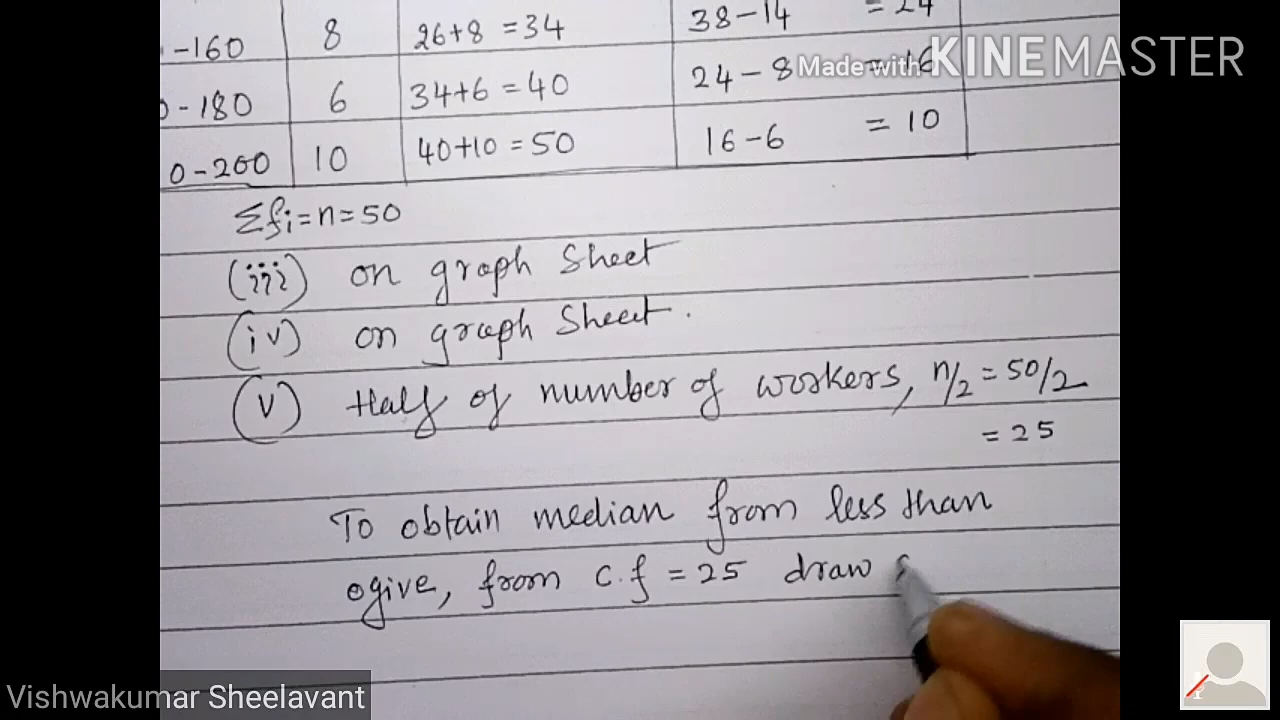 -160 8 26+8 =34 38-14 = 24
0-180 6 34+6 =40 24-8 =16
0-200 10 40+10=50 16-6 =10
Made with KINEMASTER
Σfi=n=50
(iii) on graph Sheet
(iv) on graph Sheet.
(v) Half of number of workers, n/2 = 50/2
= 25
To obtain median from less than
ogive, from c.f = 25 draw
Vishwakumar Sheelavant